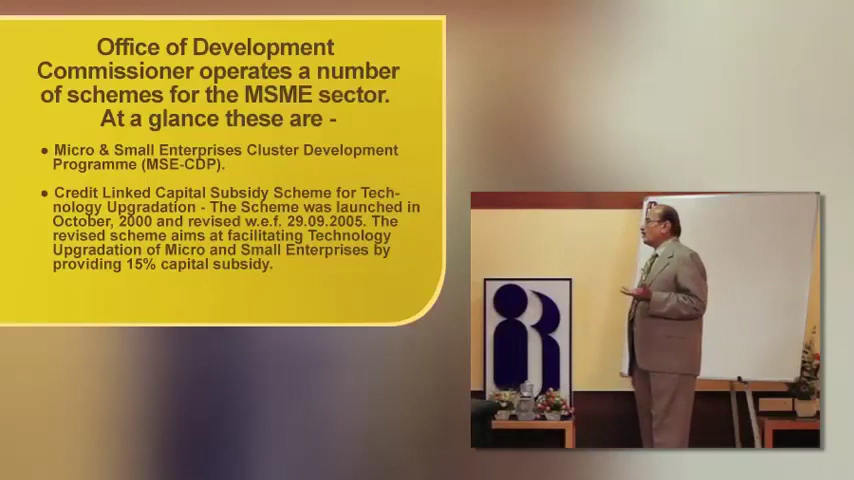 Office of Development
Commissioner operates a number
of schemes for the MSME sector.
At a glance these are -
● Micro & Small Enterprises Cluster Development
Programme (MSE-CDP).
● Credit Linked Capital Subsidy Scheme for Tech-
nology Upgradation - The Scheme was launched in
October, 2000 and revised w.e.f. 29.09.2005. The
revised scheme aims at facilitating Technology
Upgradation of Micro and Small Enterprises by
providing 15% capital subsidy.